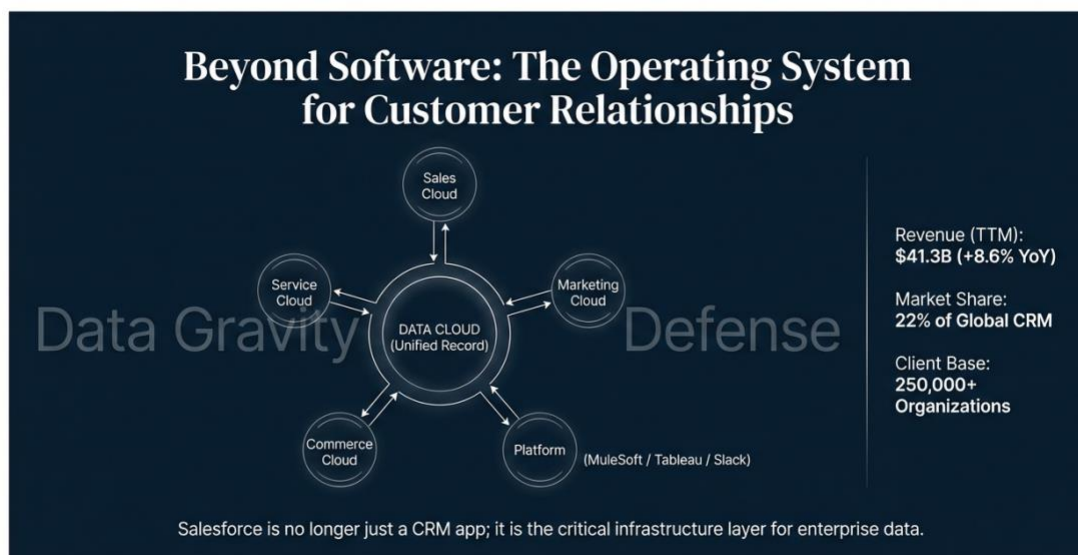 Beyond Software: The Operating System
for Customer Relationships
Sales
Cloud
Service
Cloud
Marketing
Cloud
Data Gravity
Defense
DATA CLOUD
(Unified Record)
Commerce
Cloud
Platform
(MuleSoft / Tableau / Slack)
Revenue (TTM):
$41.3B (+8.6% YoY)
Market Share:
22% of Global CRM
Client Base:
250,000+
Organizations
Salesforce is no longer just a CRM app; it is the critical infrastructure layer for enterprise data.